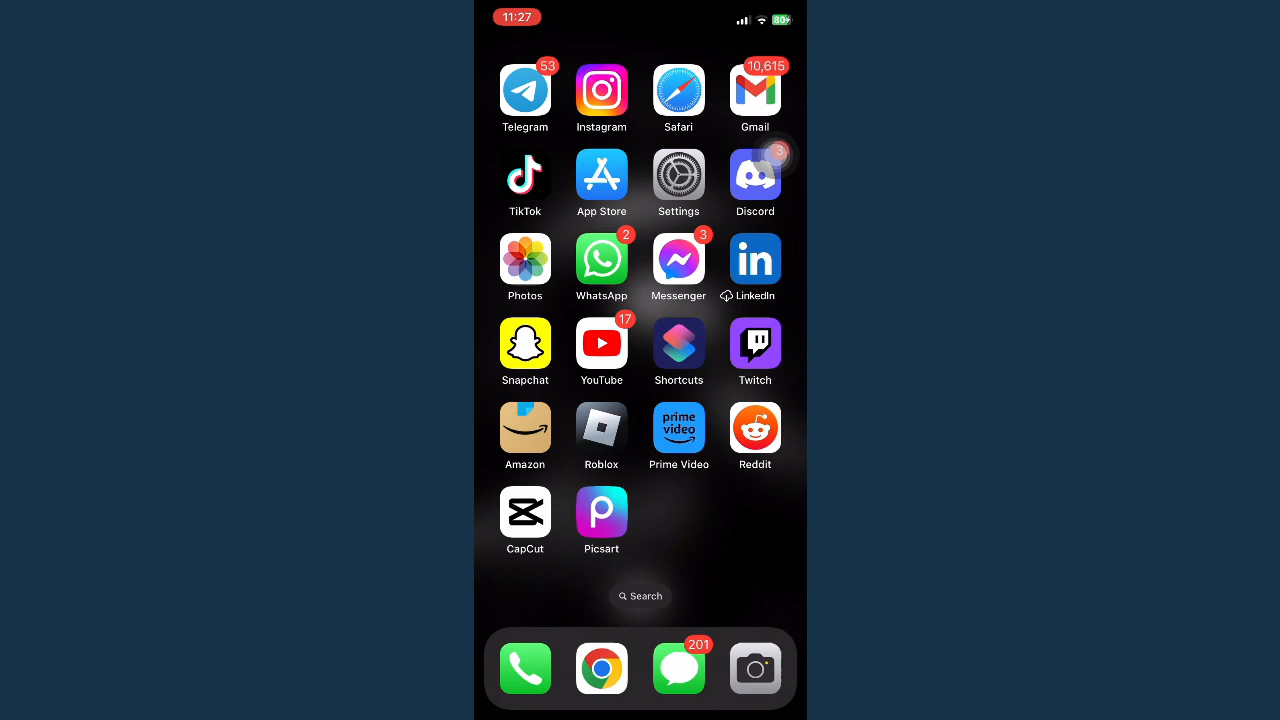 11:27
80
53
10,615
Telegram
Instagram
Safari
Gmail
3
TikTok
App Store
Settings
Discord
2
3
in
Photos
WhatsApp
Messenger
LinkedIn
17
Snapchat
YouTube
Shortcuts
Twitch
prime
video
Amazon
Roblox
Prime Video
Reddit
P
CapCut
Picsart
Search
201